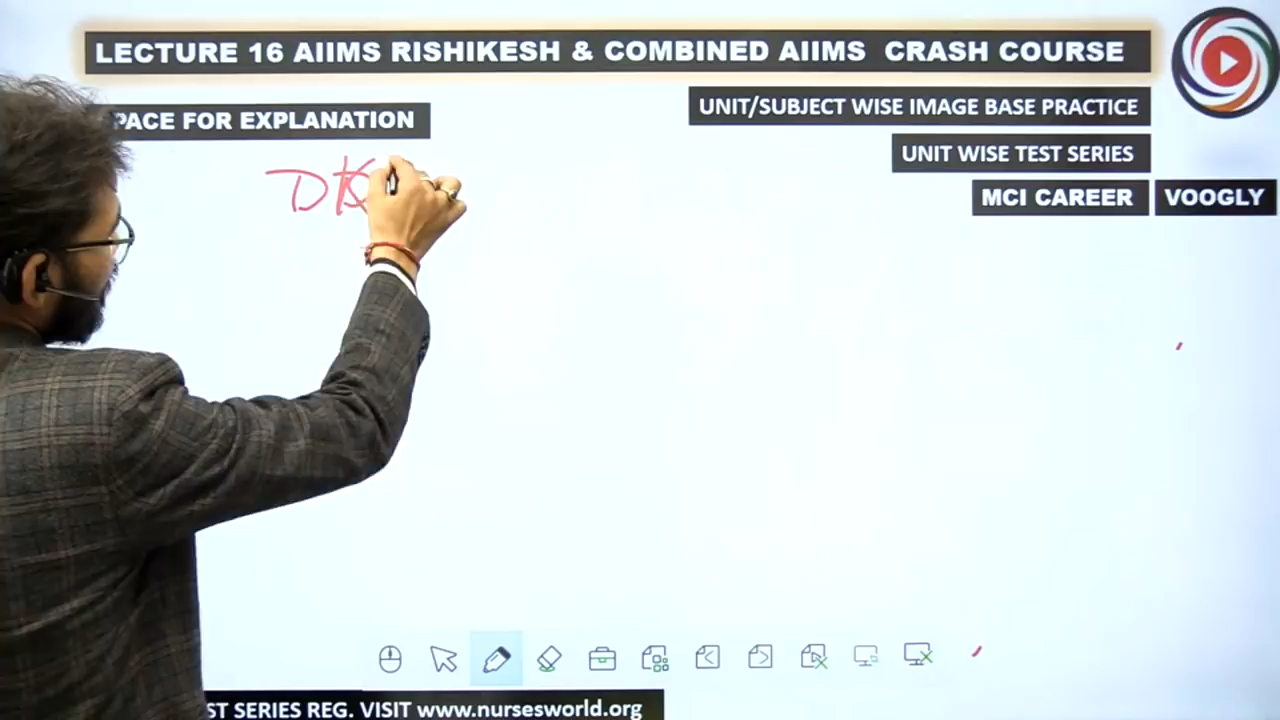 LECTURE 16 AIIMS RISHIKESH & COMBINED AIIMS CRASH COURSE
PACE FOR EXPLANATION
UNIT/SUBJECT WISE IMAGE BASE PRACTICE
UNIT WISE TEST SERIES
MCI CAREER
VOOGLY
ST SERIES REG. VISIT www.nursesworld.org